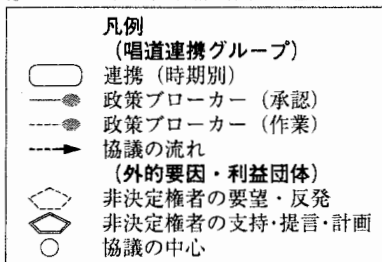 凡例
（唱道連携グループ）
連携（時期別）
政策ブローカー（承認）
政策ブローカー（作業）
協議の流れ
（外的要因・利益団体）
非決定権者の要望・反発
非決定権者の支持・提言・計画
協議の中心